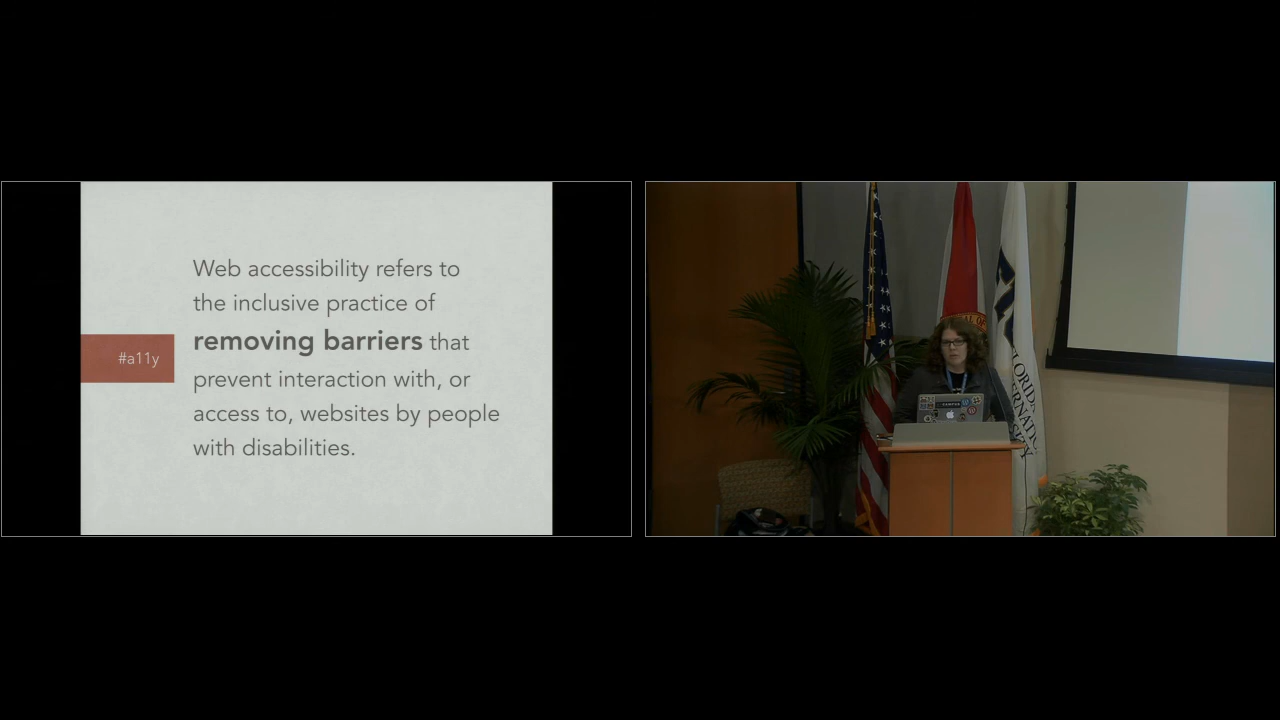 Web accessibility refers to
the inclusive practice of
removing barriers that
#a11y
prevent interaction with, or
access to, websites by people
with disabilities.
FLORIDA